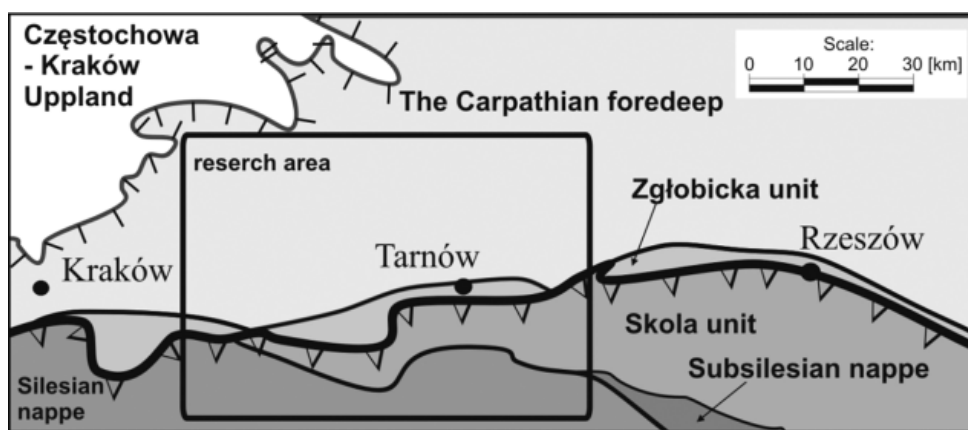 Częstochowa
- Kraków
Uppland
Scale:
0 10 20 30 [km]
The Carpathian foredeep
reserch area
Zgłobicka unit
Kraków
Tarnów
Rzeszów
Skola unit
Subsilesian nappe
Silesian
nappe